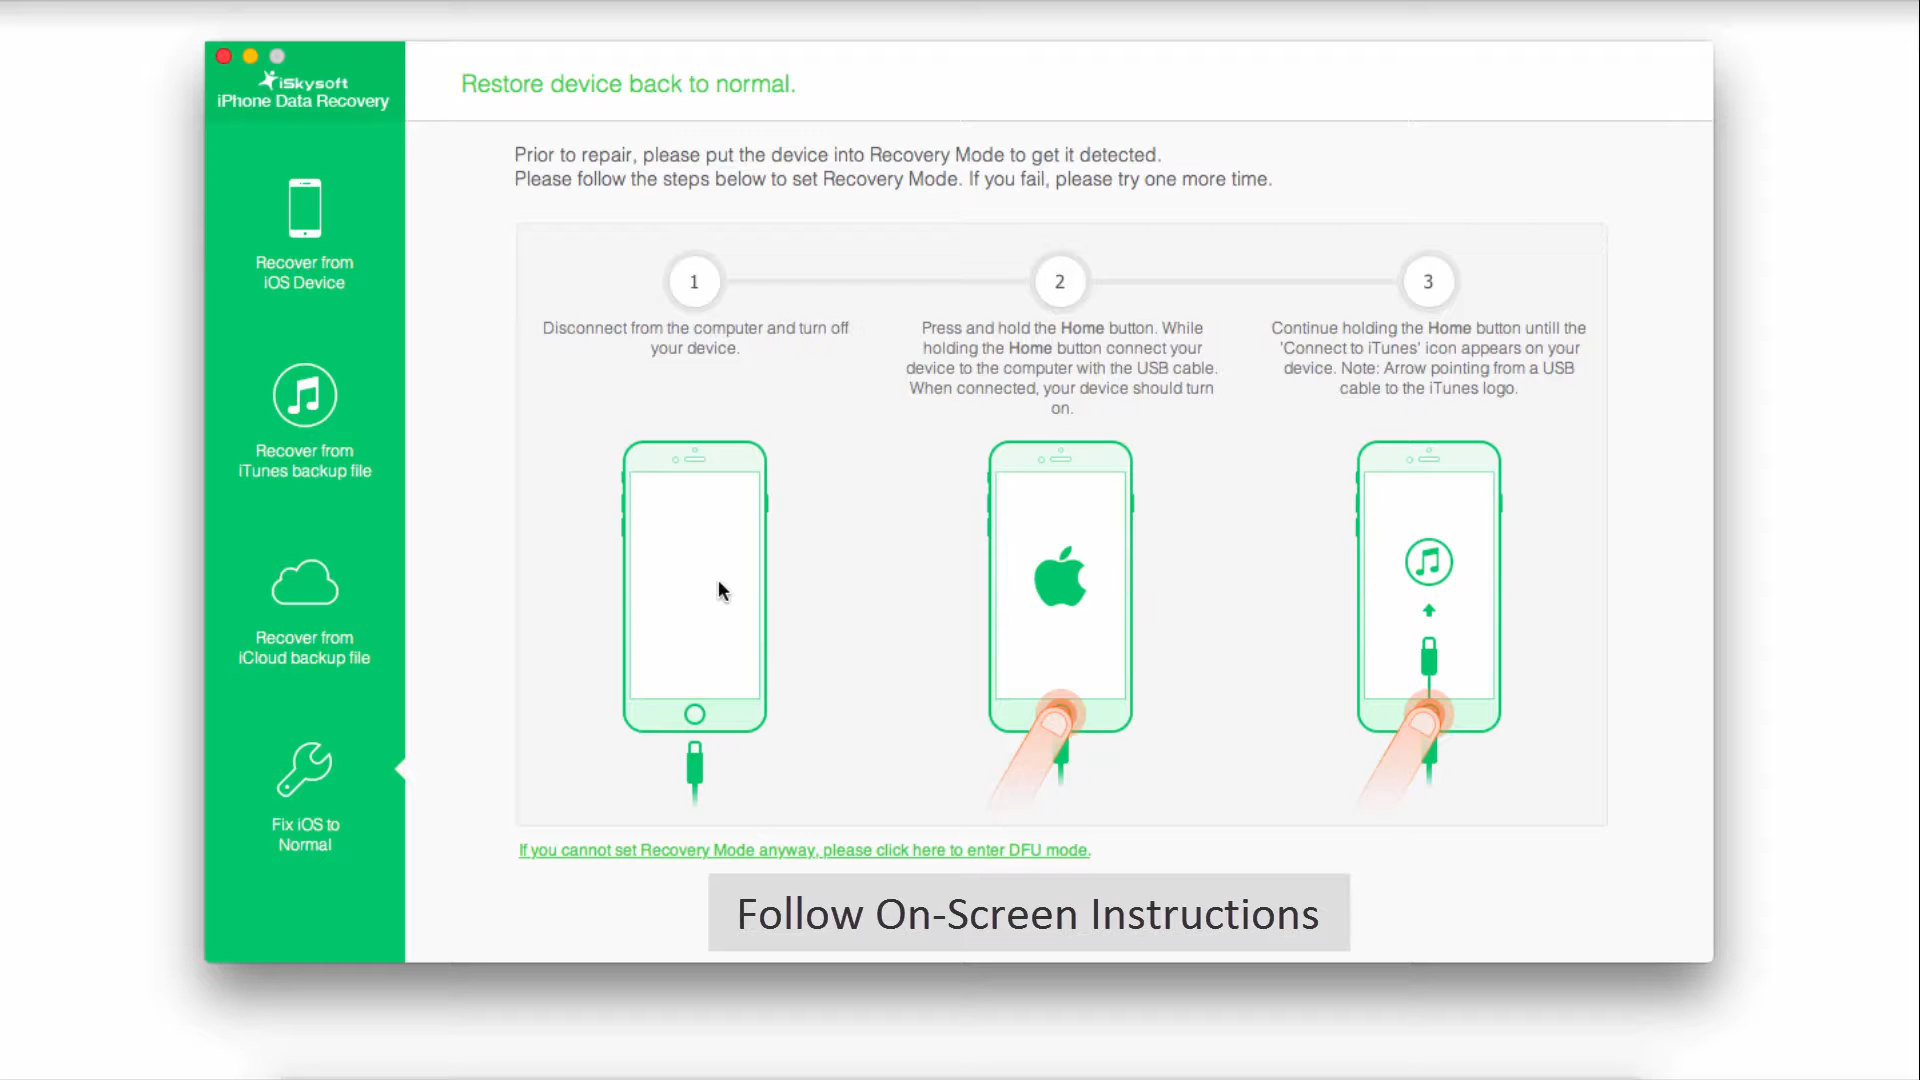 iSkysoft
iPhone Data Recovery
Restore device back to normal.
Prior to repair, please put the device into Recovery Mode to get it detected.
Please follow the steps below to set Recovery Mode. If you fail, please try one more time.
Recover from
iOS Device
Recover from
iTunes backup file
Recover from
iCloud backup file
Fix iOS to
Normal
1
Disconnect from the computer and turn off
your device.
2
Press and hold the Home button. While
holding the Home button connect your
device to the computer with the USB cable.
When connected, your device should turn
on.
3
Continue holding the Home button untill the
'Connect to iTunes' icon appears on your
device. Note: Arrow pointing from a USB
cable to the iTunes logo.
If you cannot set Recovery Mode anyway, please click here to enter DFU mode.
Follow On-Screen Instructions